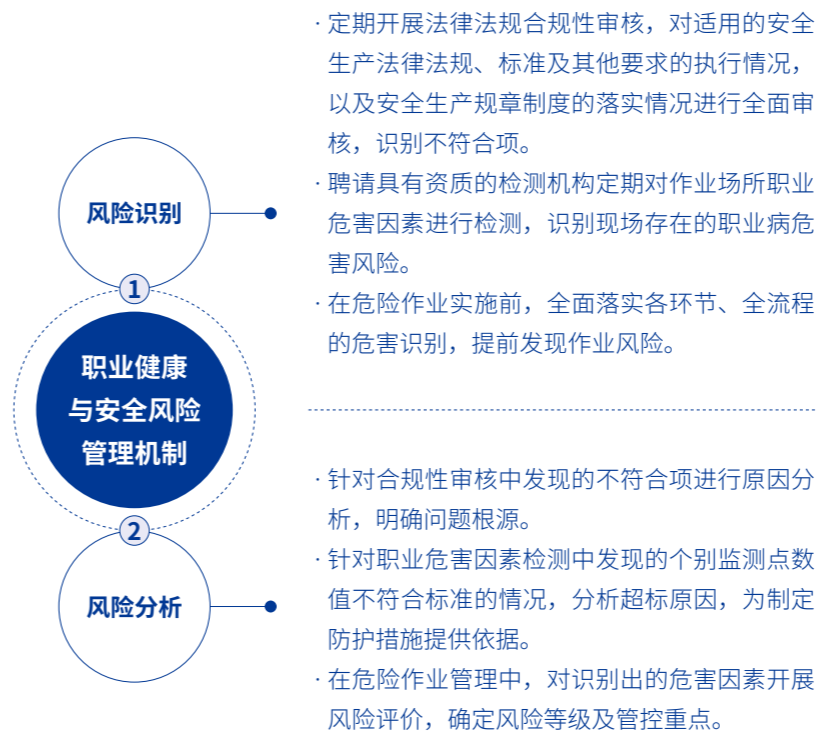 · 定期开展法律法规合规性审核，对适用的安全
生产法律法规、标准及其他要求的执行情况，
以及安全生产规章制度的落实情况进行全面审
核，识别不符合项。
· 聘请具有资质的检测机构定期对作业场所职业
危害因素进行检测，识别现场存在的职业病危
害风险。
· 在危险作业实施前，全面落实各环节、全流程
的危害识别，提前发现作业风险。
风险识别
1
职业健康
与安全风险
管理机制
2
风险分析
· 针对合规性审核中发现的不符合项进行原因分
析，明确问题根源。
· 针对职业危害因素检测中发现的个别监测点数
值不符合标准的情况，分析超标原因，为制定
防护措施提供依据。
· 在危险作业管理中，对识别出的危害因素开展
风险评价，确定风险等级及管控重点。